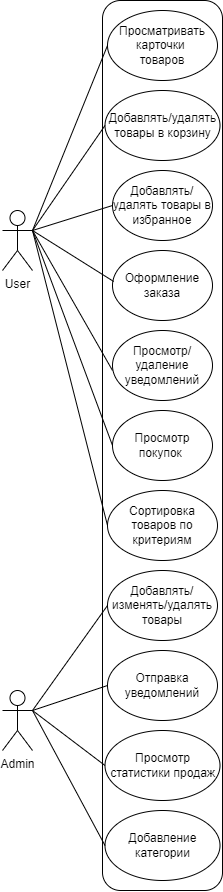 Просматривать
карточки
товаров
Добавлять/удалять
товары в корзину
Добавлять/
удалять товары в
избранное
User
Оформление
заказа
Просмотр/
удаление
уведомлений
Просмотр
покупок
Сортировка
товаров по
критериям
Добавлять/
изменять/удалять
товары
Отправка
уведомлений
Admin
Просмотр
статистики продаж
Добавление
категории